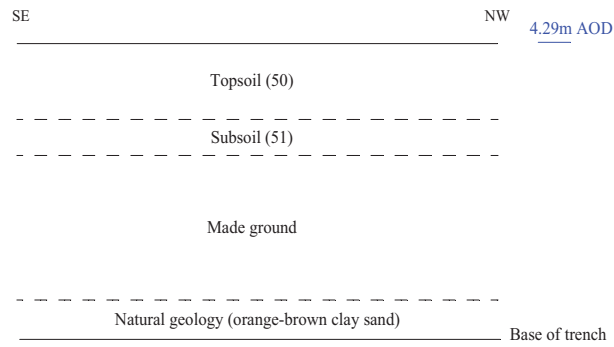 SE
NW
4.29m AOD
Topsoil (50)
Subsoil (51)
Made ground
Natural geology (orange-brown clay sand)
Base of trench